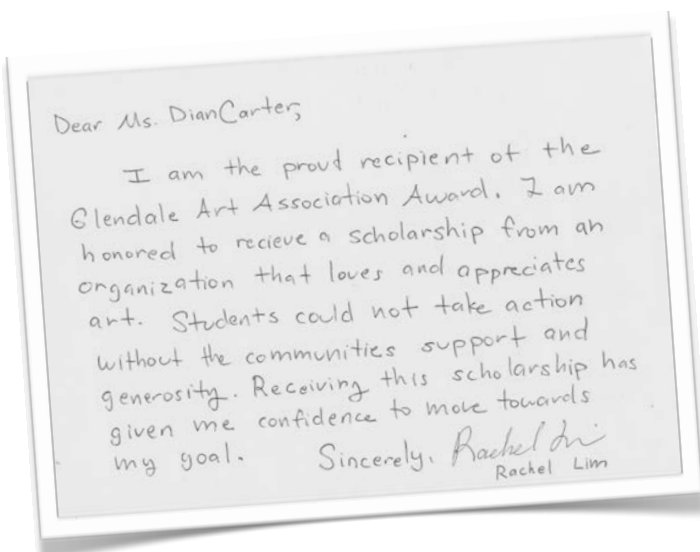 Dear Ms. DianCarter,
I am the proud recipient of the
Glendale Art Association Award. I am
honored to recieve a scholarship from an
organization that loves and appreciates
art. Students could not take action
without the communities support and
generosity. Receiving this scholarship has
given me confidence to move towards
my goal. Sincerely, Rachel Lim
Rachel Lim